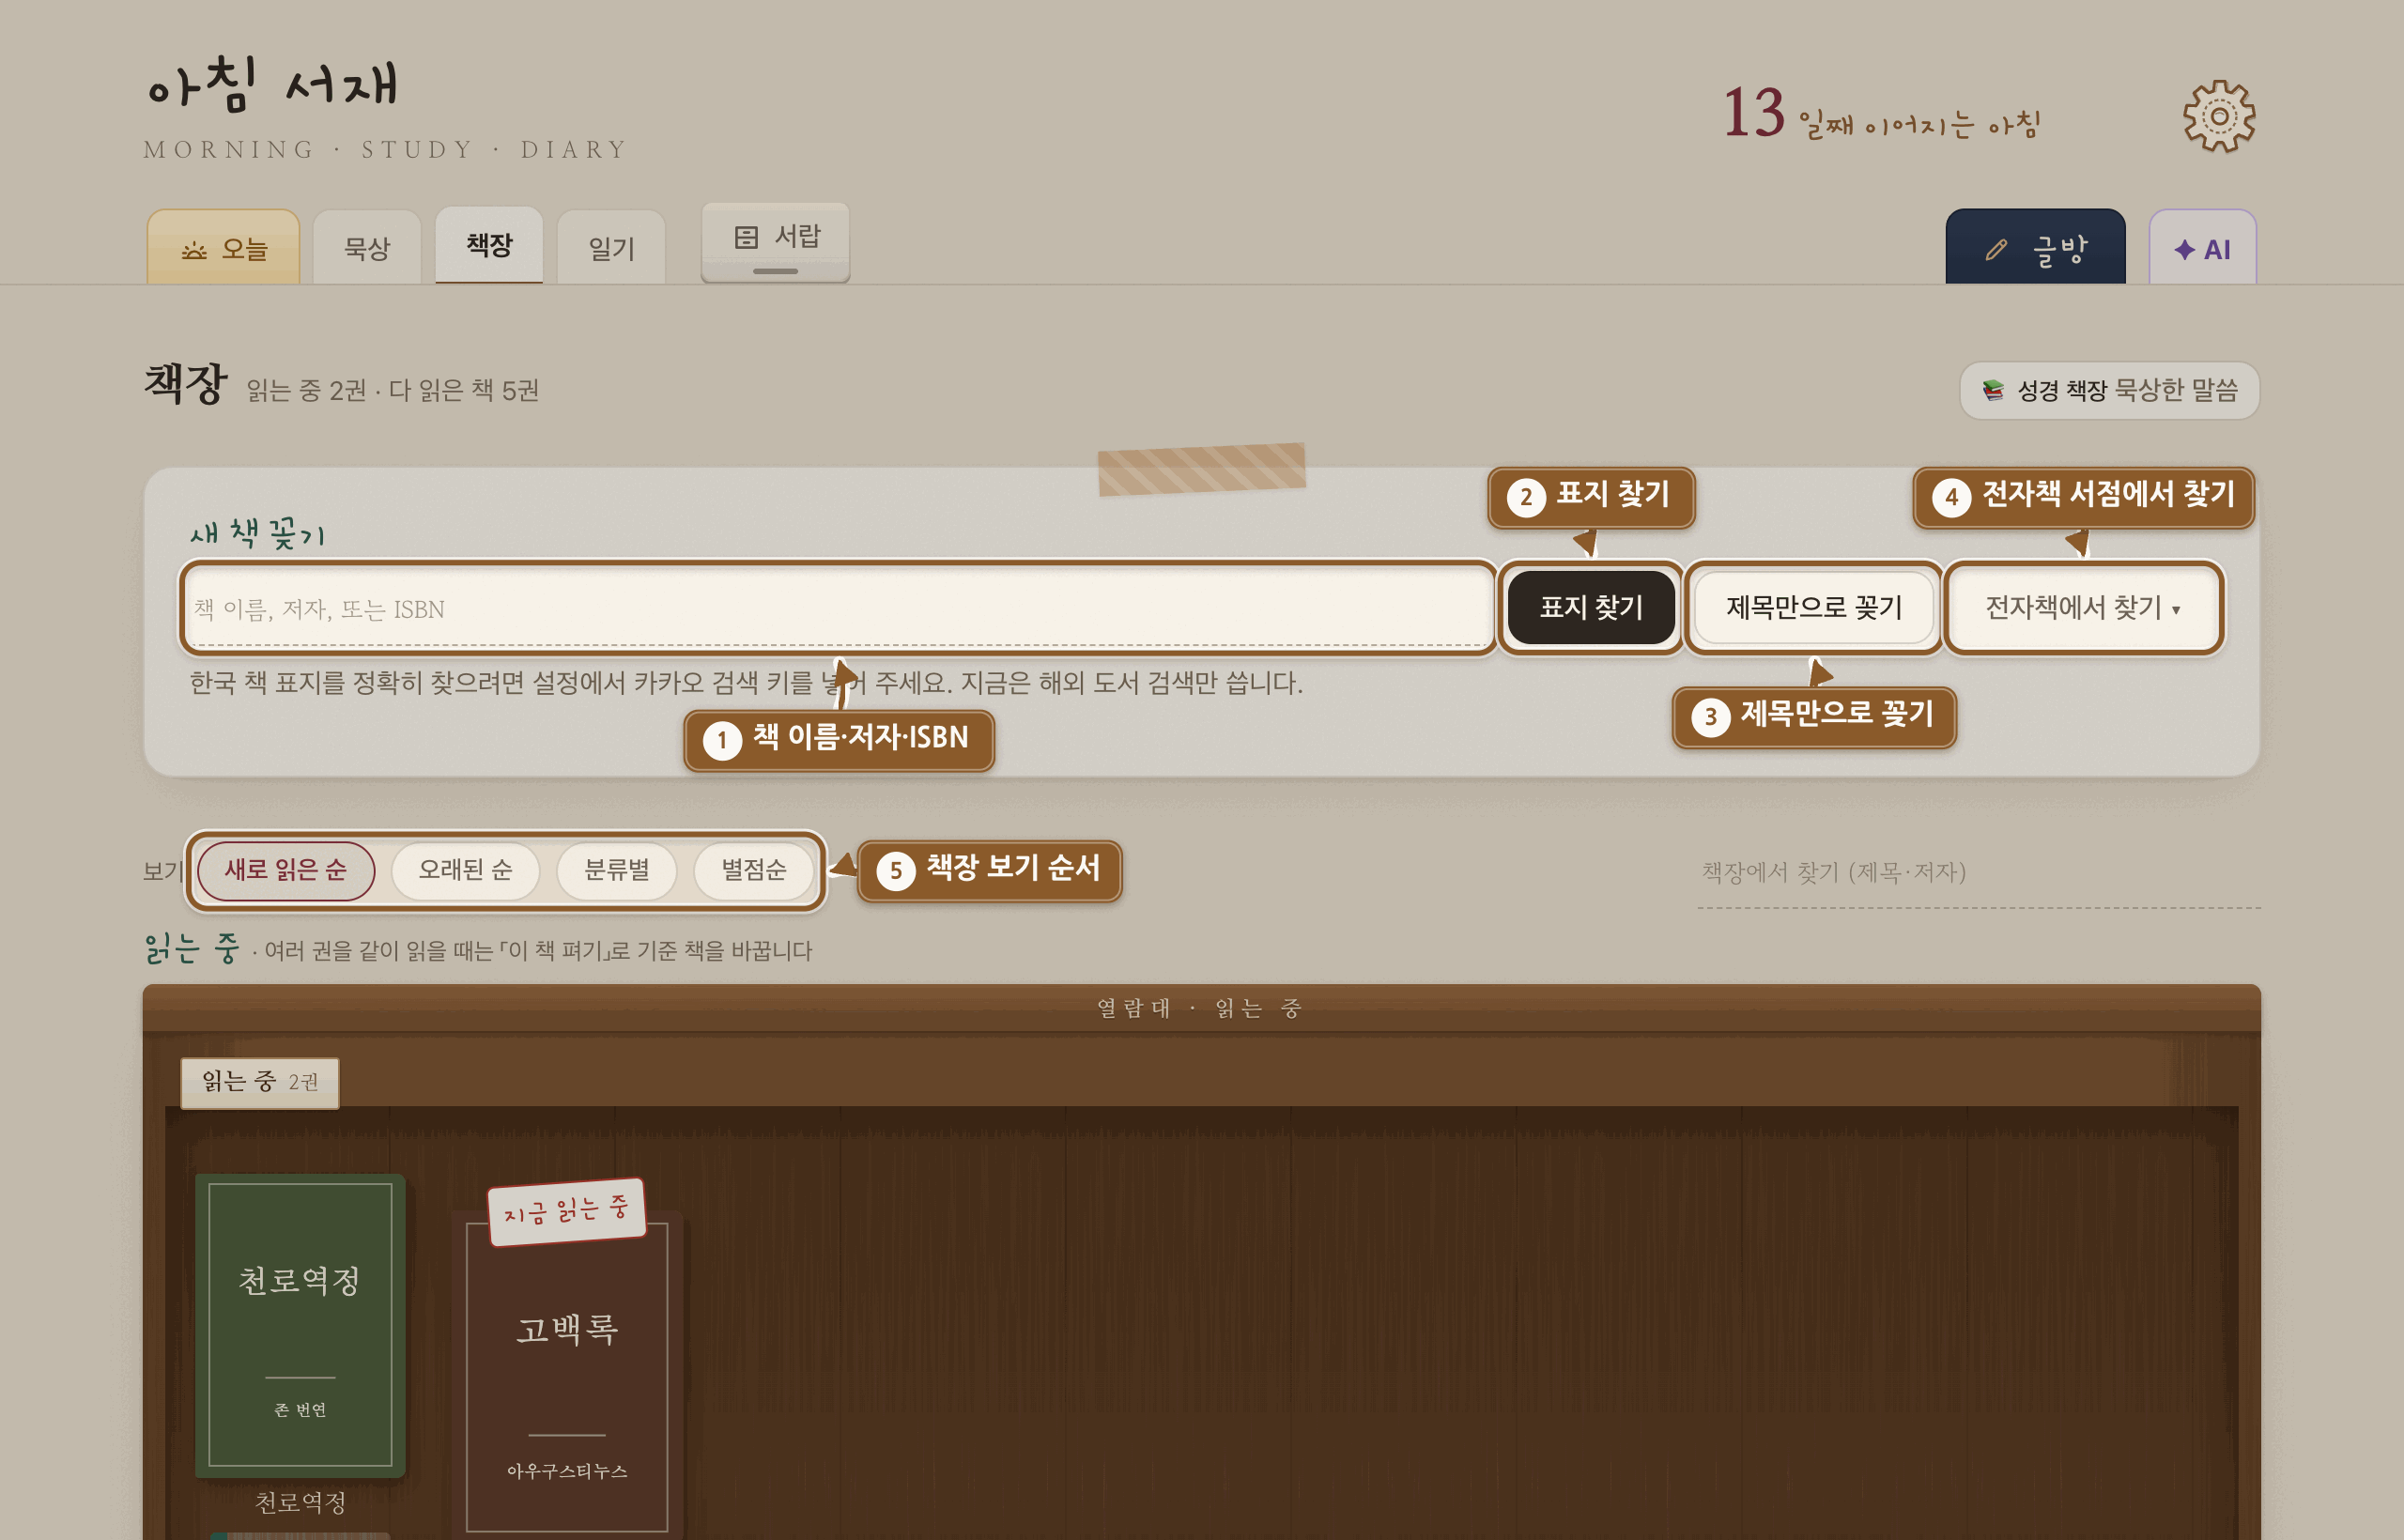 아침 서재
MORNING · STUDY · DIARY
13 일째 이어지는 아침
오늘
묵상
책장
일기
서랍
글방
AI
책장 읽는 중 2권 · 다 읽은 책 5권
성경 책장 묵상한 말씀
2 표지 찾기
4 전자책 서점에서 찾기
새 책 꽂기
책 이름, 저자, 또는 ISBN
표지 찾기
제목만으로 꽂기
전자책에서 찾기 ▾
한국 책 표지를 정확히 찾으려면 설정에서 카카오 검색 키를 넣어 주세요. 지금은 해외 도서 검색만 씁니다.
1 책 이름·저자·ISBN
3 제목만으로 꽂기
보기
새로 읽은 순
오래된 순
분류별
별점순
5 책장 보기 순서
책장에서 찾기 (제목·저자)
읽는 중 · 여러 권을 같이 읽을 때는 「이 책 펴기」로 기준 책을 바꿉니다
열람대 · 읽는 중
읽는 중 2권
천로역정
존 번연
천로역정
지금 읽는 중
고백록
아우구스티누스